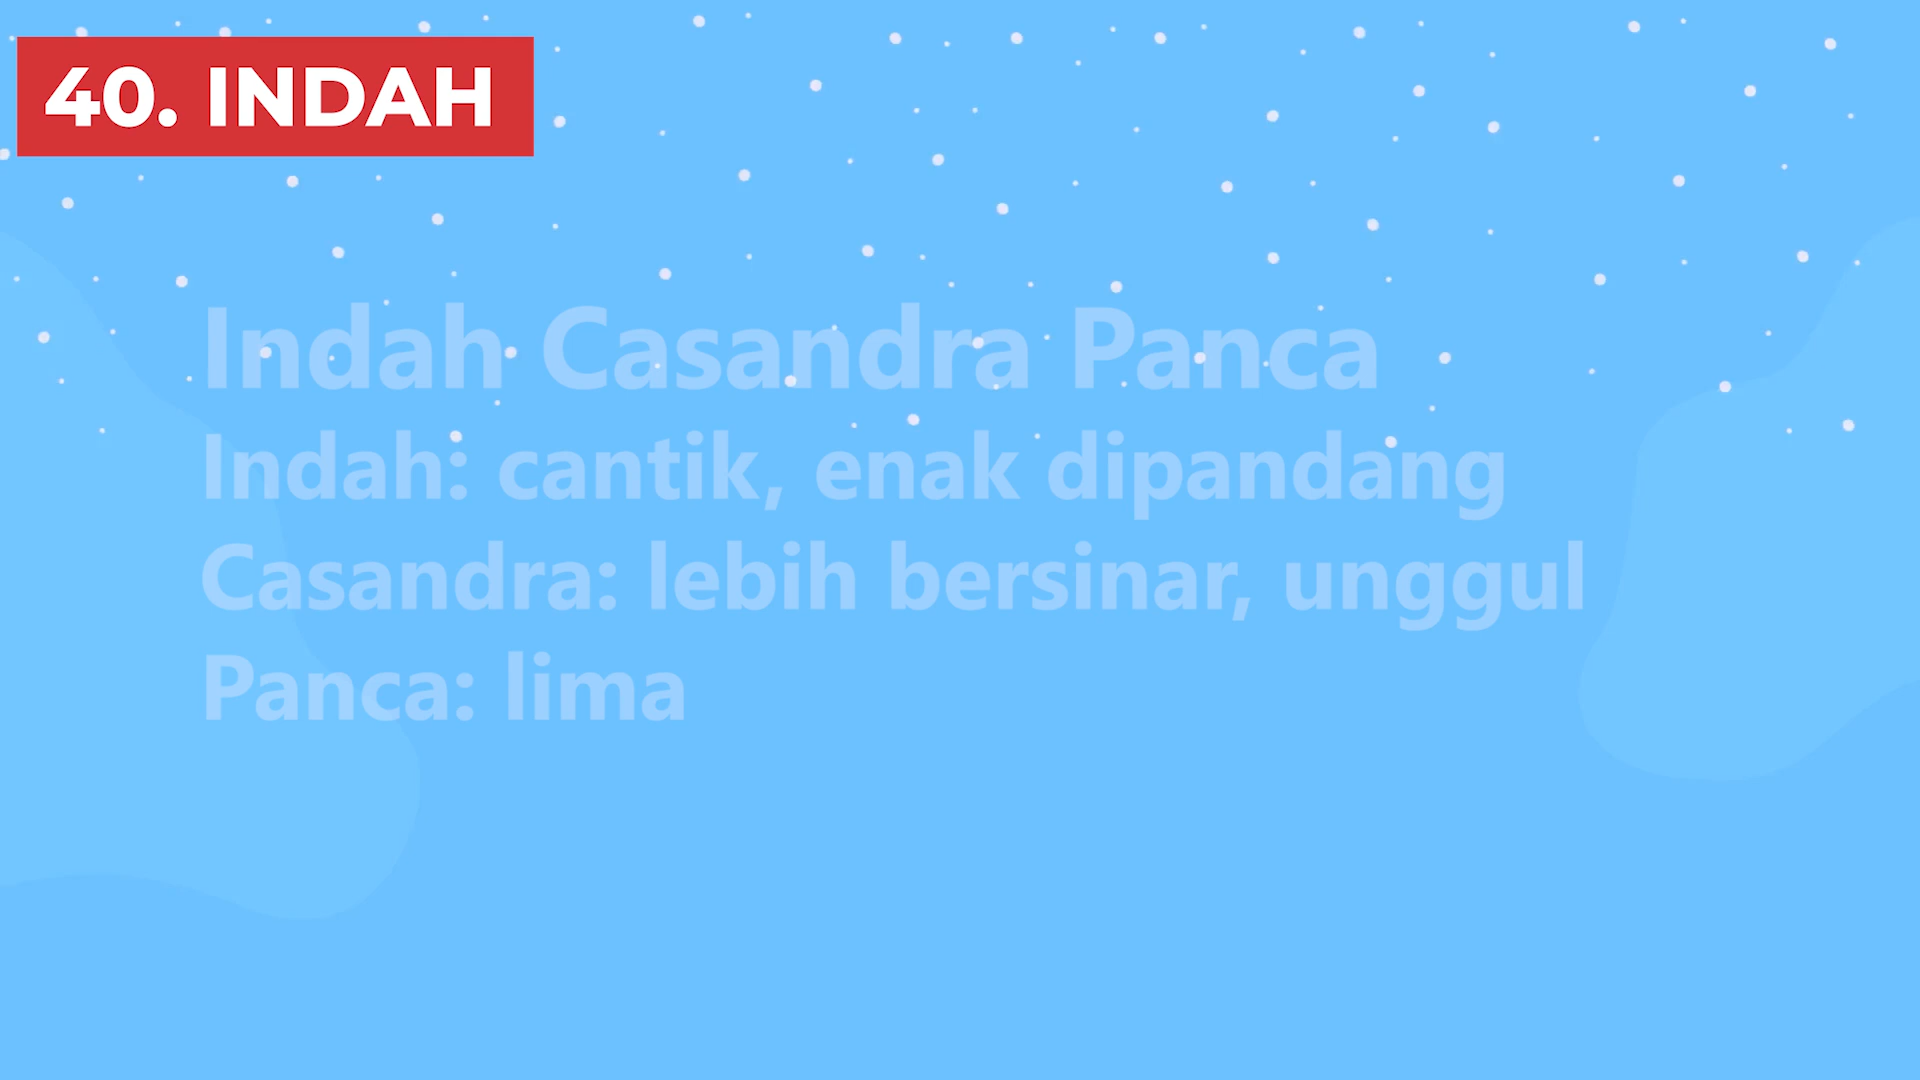 40. INDAH
Indah Casandra Panca
Indah: cantik, enak dipandang
Casandra: lebih bersinar, unggul
Panca: lima